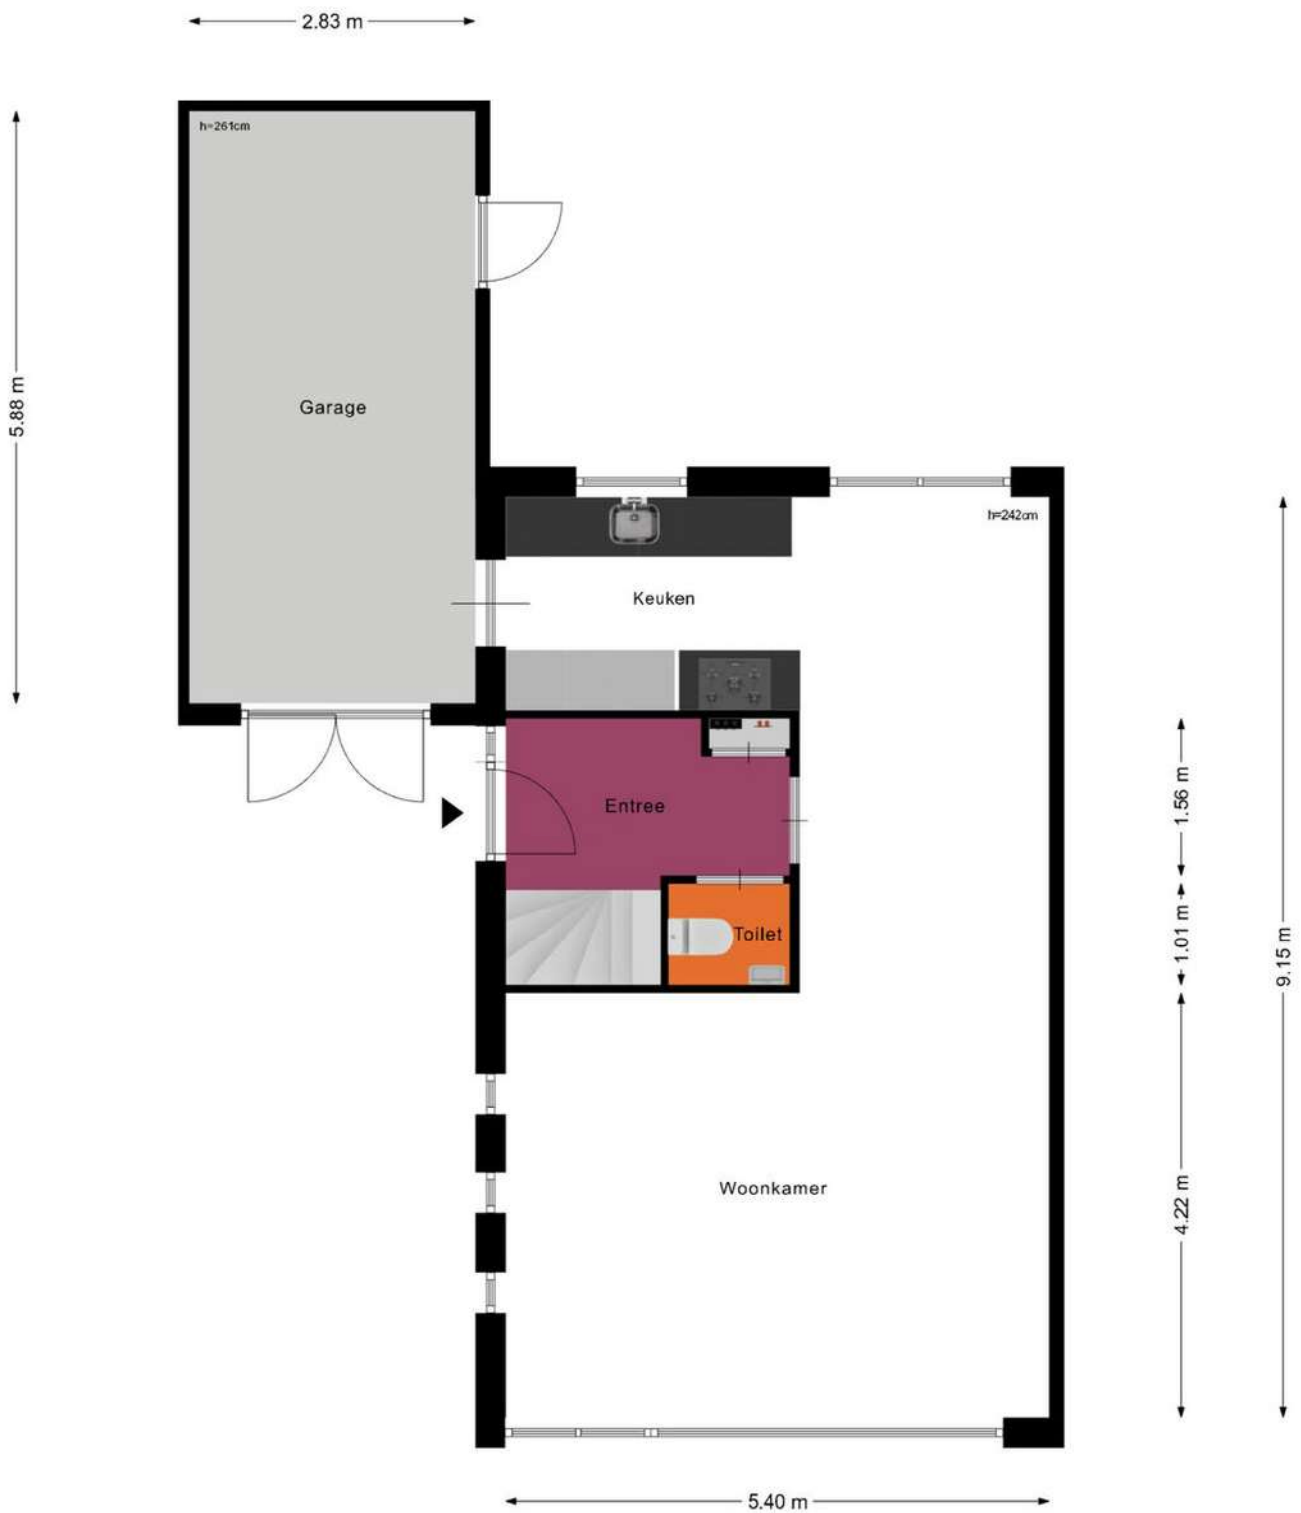 2.83 m
h=261cm
5.88 m
Garage
h=242cm
Keuken
Entree
1.56 m
Toilet
1.01 m
9.15 m
Woonkamer
4.22 m
5.40 m